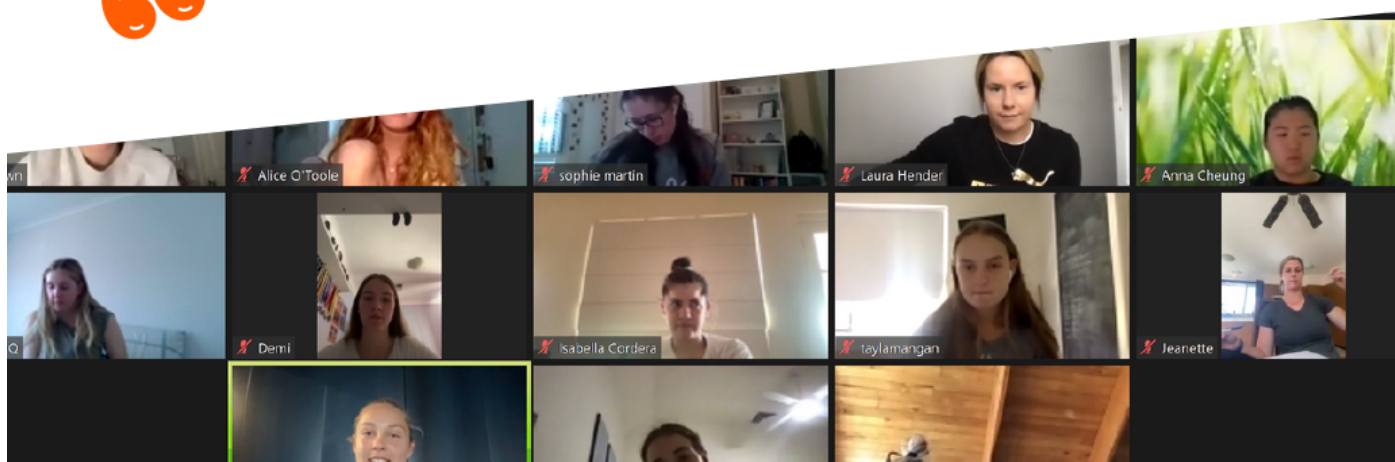 wn
Alice O'Toole
sophie martin
Laura Hender
Anna Cheung
Q
Demi
Isabella Cordera
taylamangan
Jeanette